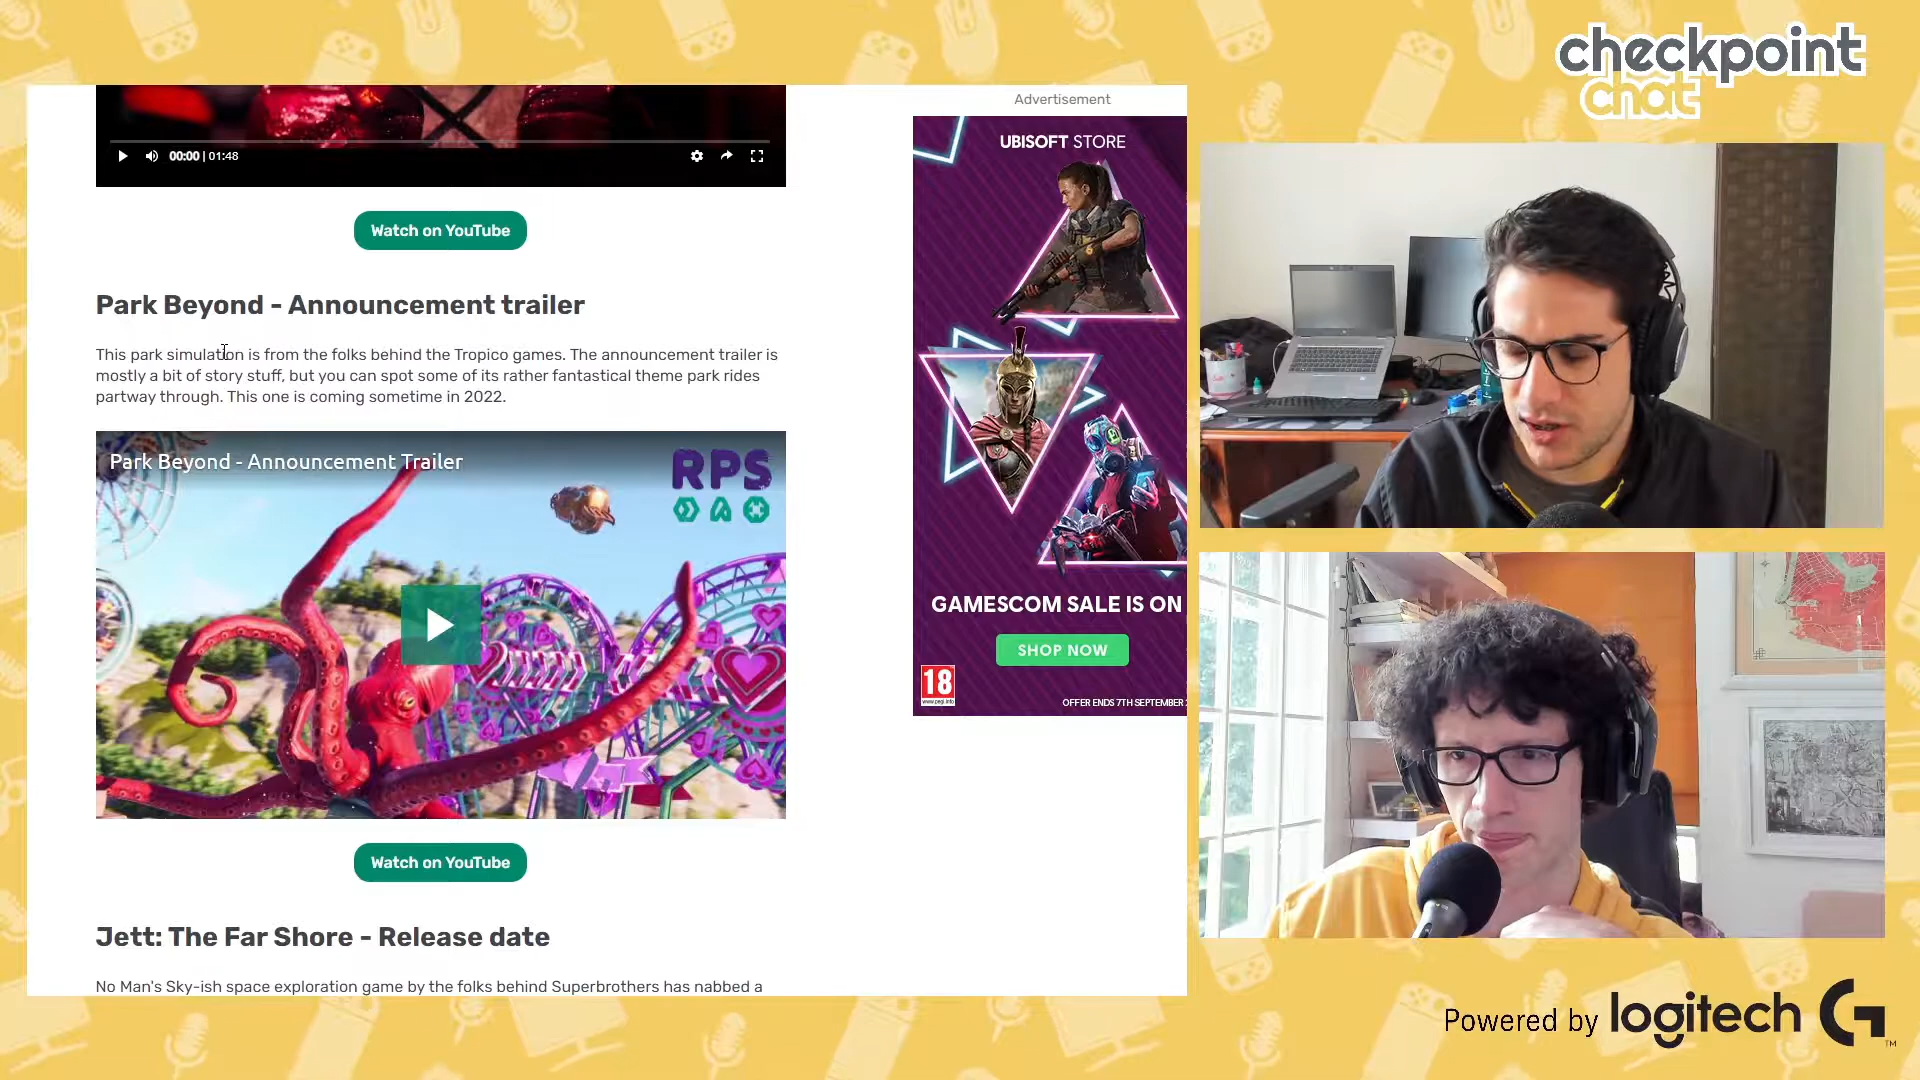 checkpoint
chat
Advertisement
UBISOFT STORE
00:00 | 01:48
Watch on YouTube
Park Beyond - Announcement trailer
This park simulation is from the folks behind the Tropico games. The announcement trailer is
mostly a bit of story stuff, but you can spot some of its rather fantastical theme park rides
partway through. This one is coming sometime in 2022.
Park Beyond - Announcement Trailer
RPS
GAMESCOM SALE IS ON
SHOP NOW
18
www.pegi.info
OFFER ENDS 7TH SEPTEMBER
Watch on YouTube
Jett: The Far Shore - Release date
No Man's Sky-ish space exploration game by the folks behind Superbrothers has nabbed a
Powered by logitech G
TM